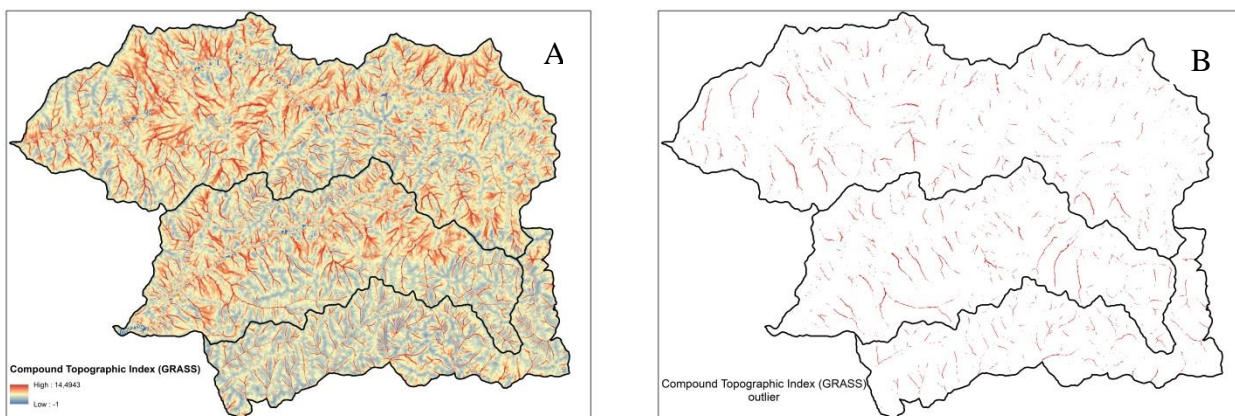 A
Compound Topographic Index (GRASS)
High : 14,4943
Low : -1
B
Compound Topographic Index (GRASS)
outlier